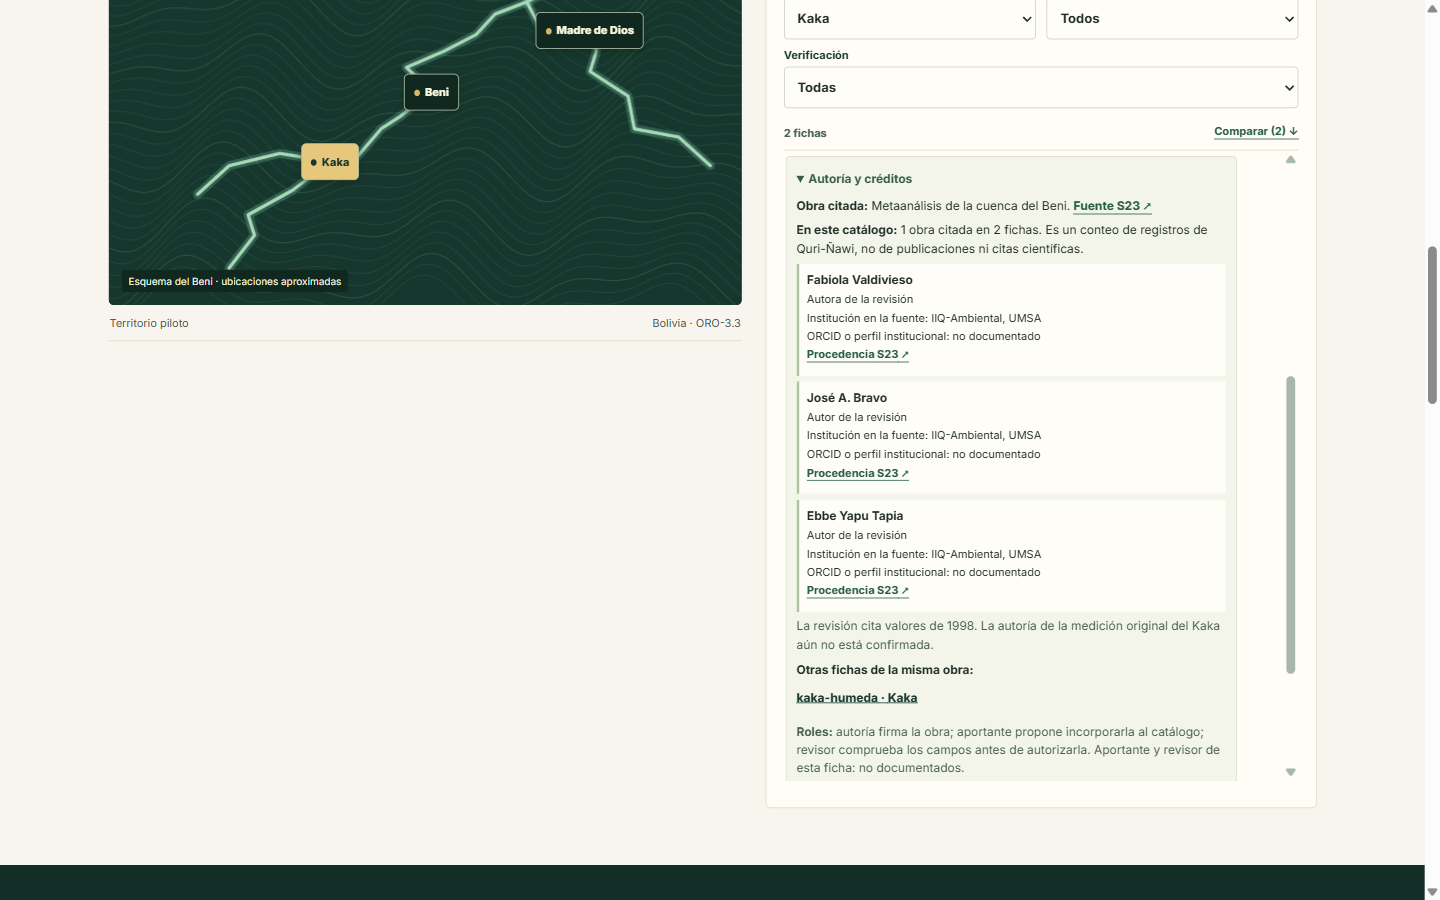 Madre de Dios
Beni
Kaka
Esquema del Beni · ubicaciones aproximadas
Territorio piloto
Bolivia · ORO-3.3
Kaka
Todos
Verificación
Todas
2 fichas
Comparar (2) ↓
▼ Autoría y créditos
Obra citada: Metaanálisis de la cuenca del Beni. Fuente S23 ↗
En este catálogo: 1 obra citada en 2 fichas. Es un conteo de registros de
Quri-Ñawi, no de publicaciones ni citas científicas.
Fabiola Valdivieso
Autora de la revisión
Institución en la fuente: IIQ-Ambiental, UMSA
ORCID o perfil institucional: no documentado
Procedencia S23 ↗
José A. Bravo
Autor de la revisión
Institución en la fuente: IIQ-Ambiental, UMSA
ORCID o perfil institucional: no documentado
Procedencia S23 ↗
Ebbe Yapu Tapia
Autor de la revisión
Institución en la fuente: IIQ-Ambiental, UMSA
ORCID o perfil institucional: no documentado
Procedencia S23 ↗
La revisión cita valores de 1998. La autoría de la medición original del Kaka
aún no está confirmada.
Otras fichas de la misma obra:
kaka-humeda · Kaka
Roles: autoría firma la obra; aportante propone incorporarla al catálogo;
revisor comprueba los campos antes de autorizarla. Aportante y revisor de
esta ficha: no documentados.